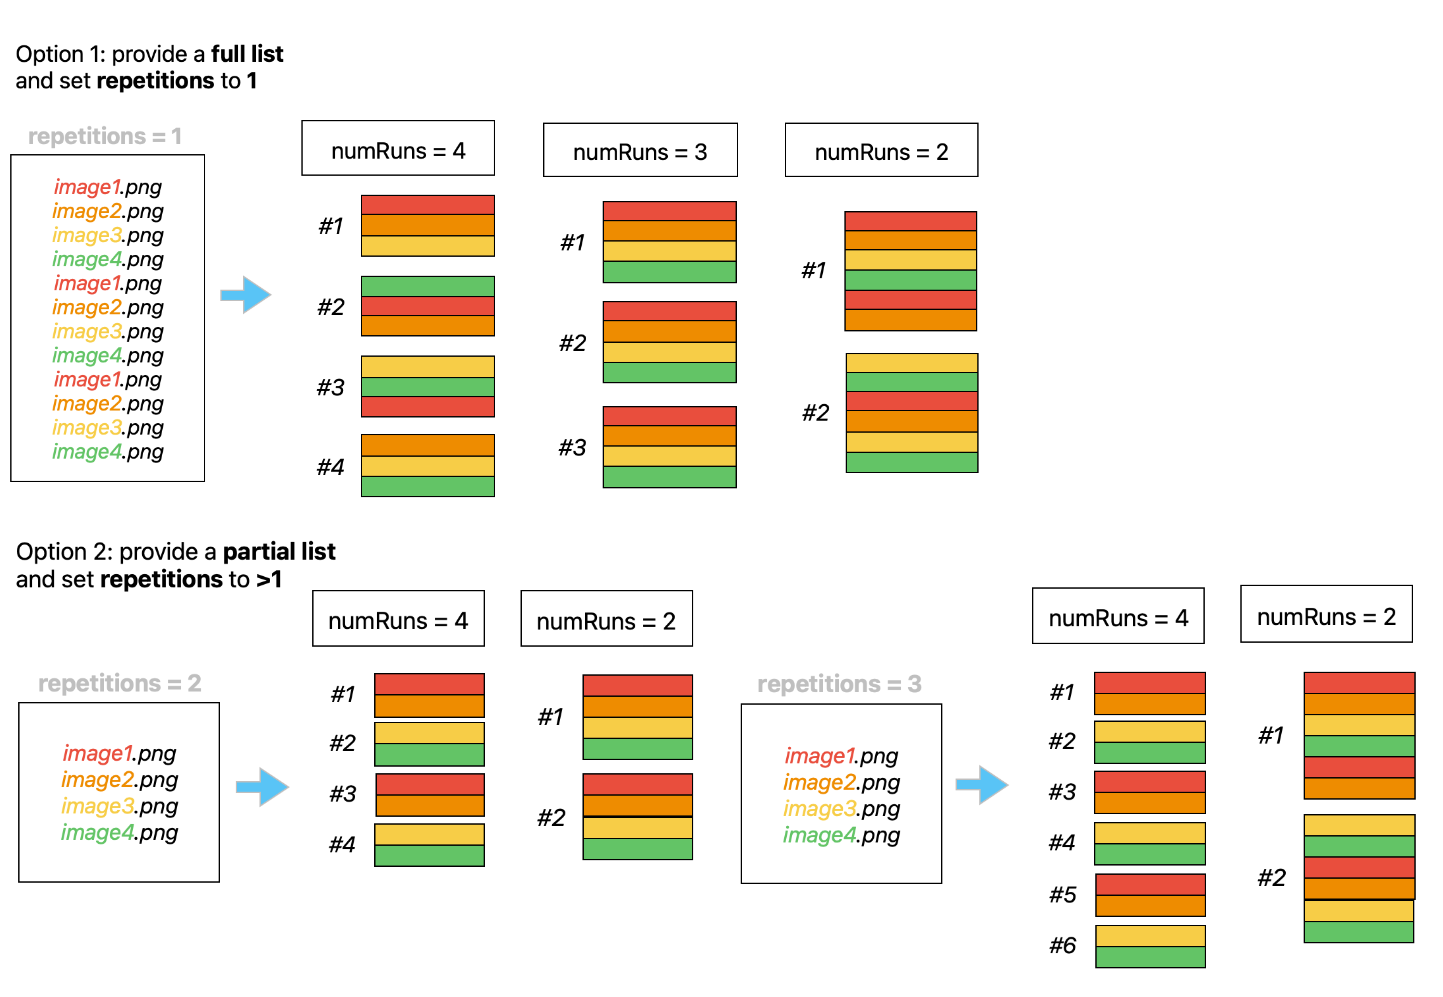 Option 1: provide a full list
and set repetitions to 1
repetitions = 1
image1.png
image2.png
image3.png
image4.png
image1.png
image2.png
image3.png
image4.png
image1.png
image2.png
image3.png
image4.png
numRuns = 4
#1
#2
#3
#4
numRuns = 3
#1
#2
#3
numRuns = 2
#1
#2
Option 2: provide a partial list
and set repetitions to >1
repetitions = 2
image1.png
image2.png
image3.png
image4.png
numRuns = 4
#1
#2
#3
#4
numRuns = 2
#1
#2
repetitions = 3
image1.png
image2.png
image3.png
image4.png
numRuns = 4
#1
#2
#3
#4
#5
#6
numRuns = 2
#1
#2